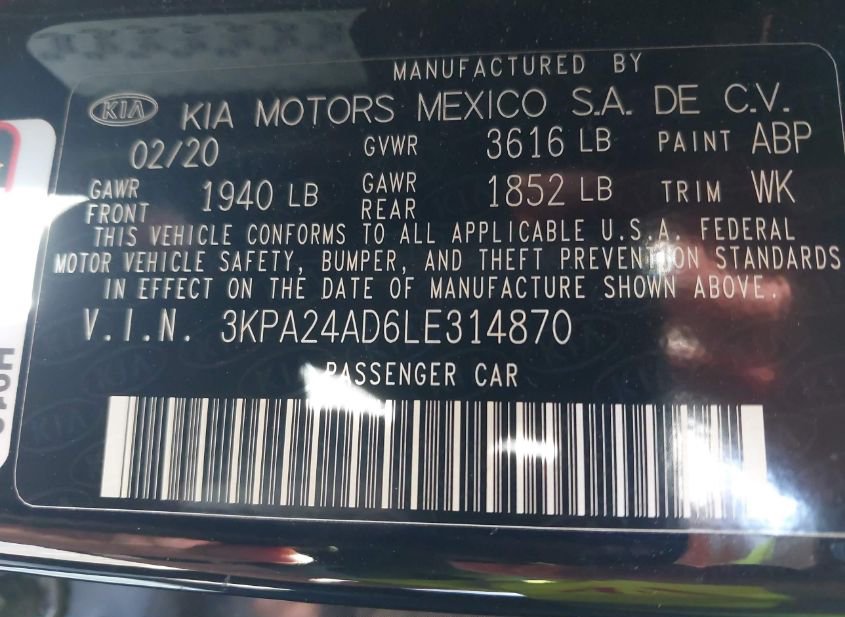 MANUFACTURED BY
KIA KIA MOTORS MEXICO S.A. DE C.V.
02/20 GVWR 3616 LB PAINT ABP
GAWR FRONT 1940 LB GAWR REAR 1852 LB TRIM WK
THIS VEHICLE CONFORMS TO ALL APPLICABLE U.S.A. FEDERAL
MOTOR VEHICLE SAFETY, BUMPER, AND THEFT PREVENTION STANDARDS
IN EFFECT ON THE DATE OF MANUFACTURE SHOWN ABOVE.
V.I.N. 3KPA24AD6LE314870
PASSENGER CAR